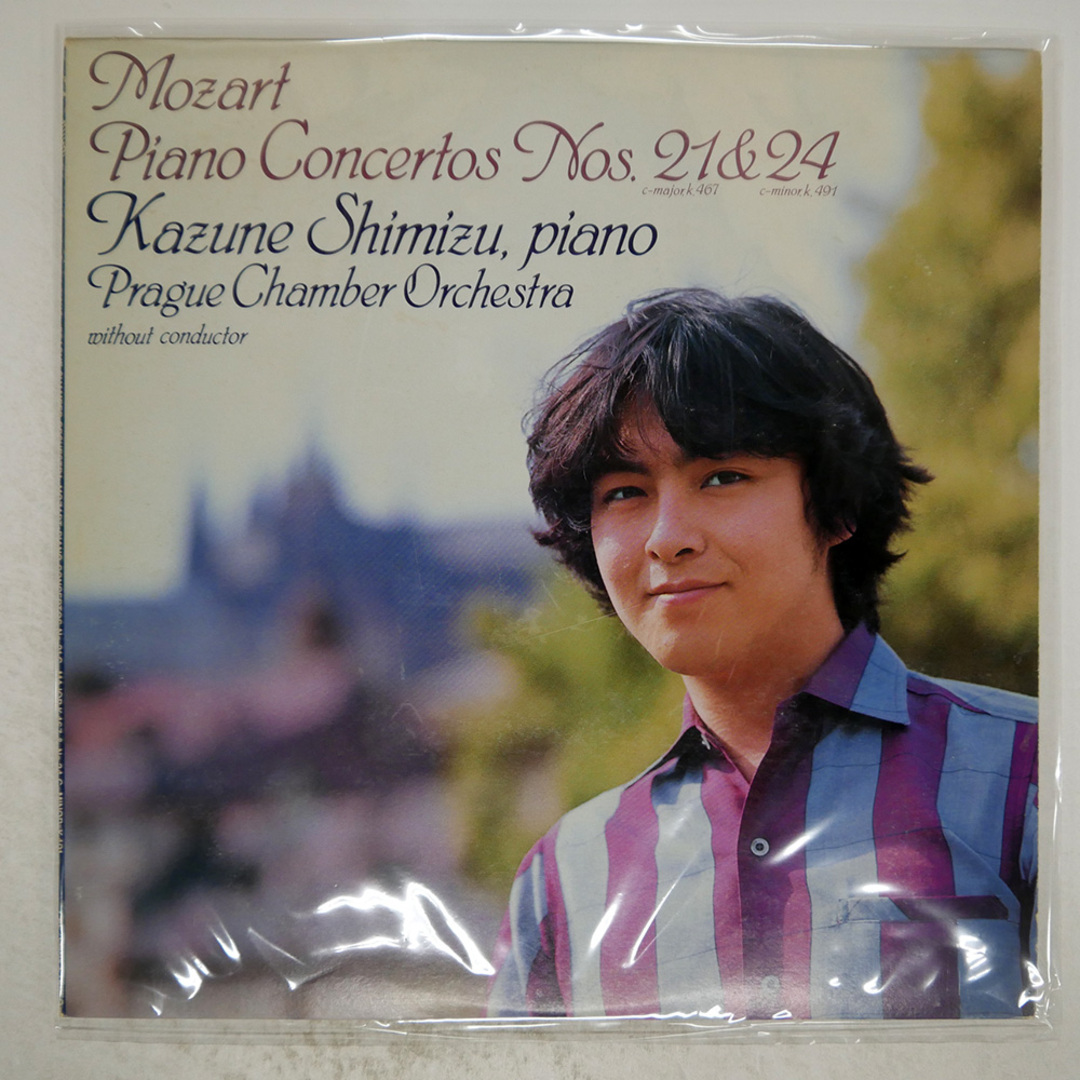 Mozart
Piano Concertos Nos. 21 & 24
c-major, k. 467 c-minor, k. 491
Kazune Shimizu, piano
Prague Chamber Orchestra
without conductor